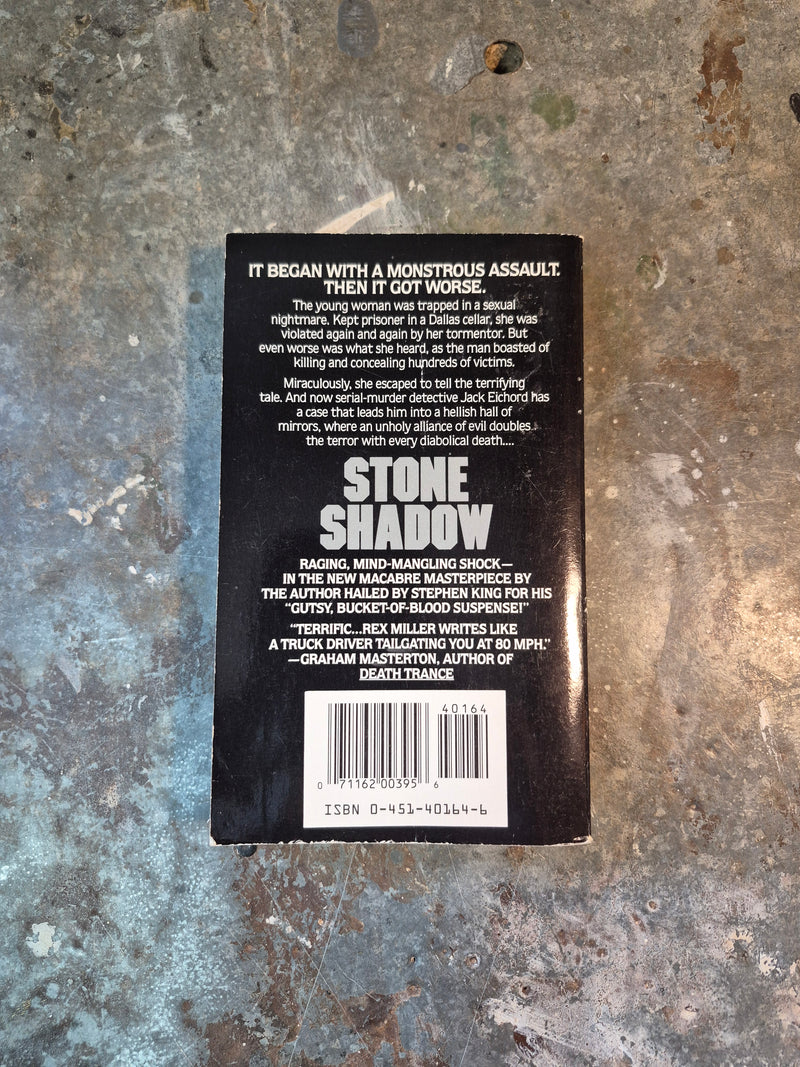 IT BEGAN WITH A MONSTROUS ASSAULT.
THEN IT GOT WORSE.
The young woman was trapped in a sexual
nightmare. Kept prisoner in a Dallas cellar, she was
violated again and again by her tormentor. But
even worse was what she heard, as the man boasted of
killing and concealing hundreds of victims.
Miraculously, she escaped to tell the terrifying
tale. And now serial-murder detective Jack Eichord has
a case that leads him into a hellish hall of
mirrors, where an unholy alliance of evil doubles
the terror with every diabolical death....
STONE
SHADOW
RAGING, MIND-MANGLING SHOCK—
IN THE NEW MACABRE MASTERPIECE BY
THE AUTHOR HAILED BY STEPHEN KING FOR HIS
“GUTSY, BUCKET-OF-BLOOD SUSPENSE!”
“TERRIFIC...REX MILLER WRITES LIKE
A TRUCK DRIVER TAILGATING YOU AT 80 MPH.”
—GRAHAM MASTERTON, AUTHOR OF
DEATH TRANCE
40164
0 71162 00395 6
ISBN 0-451-40164-6